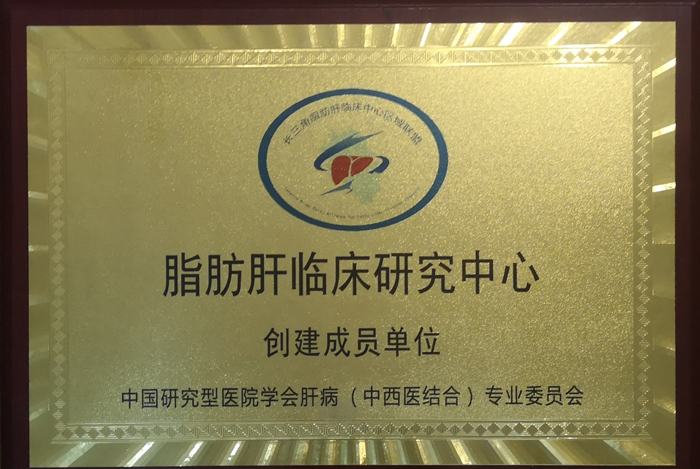 长三角脂肪肝临床中心区域联盟
脂肪肝临床研究中心
创建成员单位
中国研究型医院学会肝病（中西医结合）专业委员会